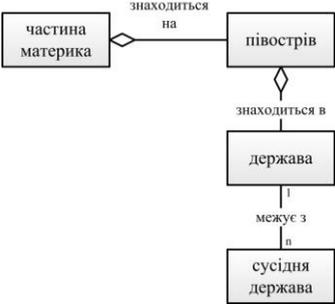 знаходиться
на
частина
материка
півострів
знаходиться в
держава
1
межує з
n
сусідня
держава